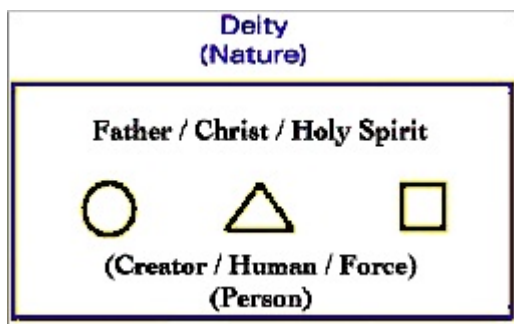 Deity
(Nature)
Father / Christ / Holy Spirit
(Creator / Human / Force)
(Person)